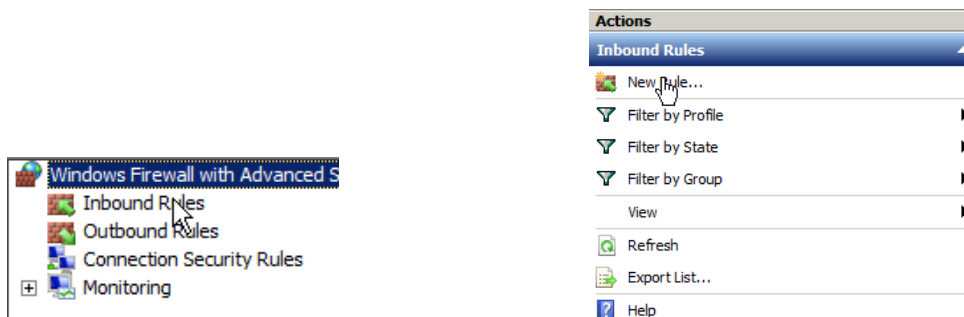 Windows Firewall with Advanced S
Inbound Rules
Outbound Rules
Connection Security Rules
Monitoring
Actions
Inbound Rules
New Rule...
Filter by Profile
Filter by State
Filter by Group
View
Refresh
Export List...
Help